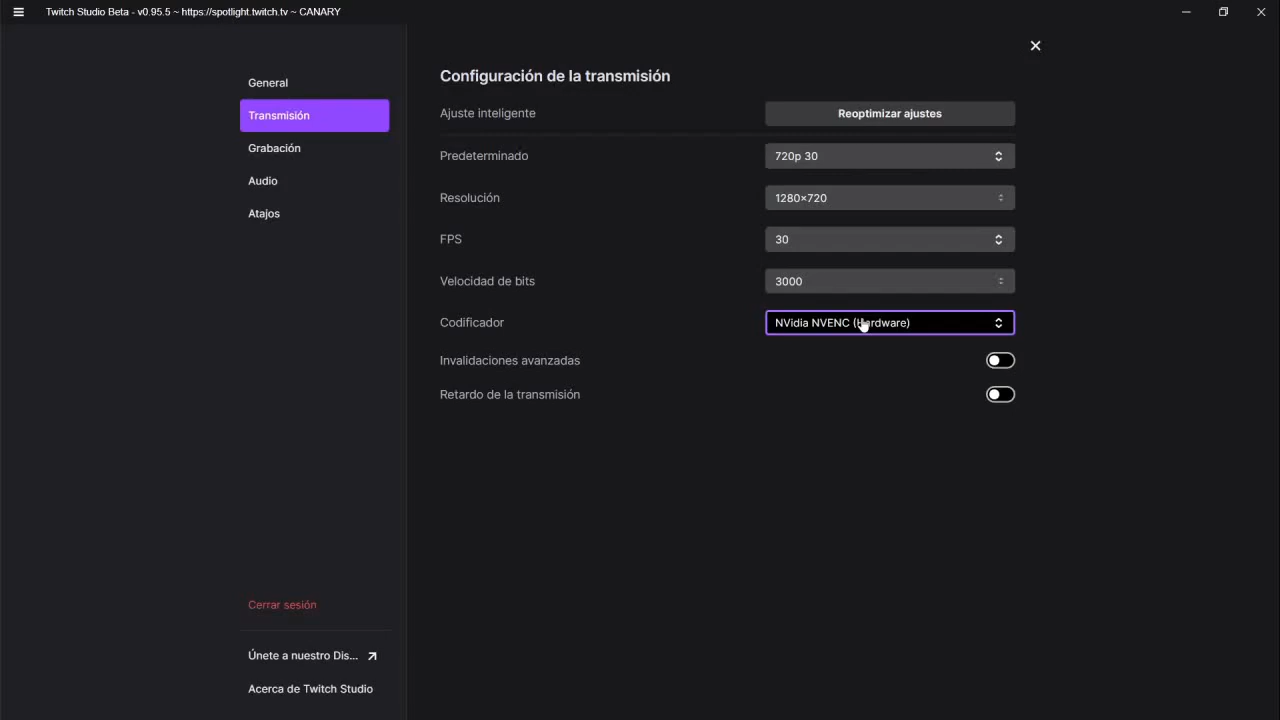 Twitch Studio Beta - v0.95.5 ~ https://spotlight.twitch.tv ~ CANARY
General
Transmisión
Grabación
Audio
Atajos
Cerrar sesión
Únete a nuestro Dis...
Acerca de Twitch Studio
Configuración de la transmisión
Ajuste inteligente
Reoptimizar ajustes
Predeterminado
720p 30
Resolución
1280×720
FPS
30
Velocidad de bits
3000
Codificador
NVidia NVENC (Hardware)
Invalidaciones avanzadas
Retardo de la transmisión